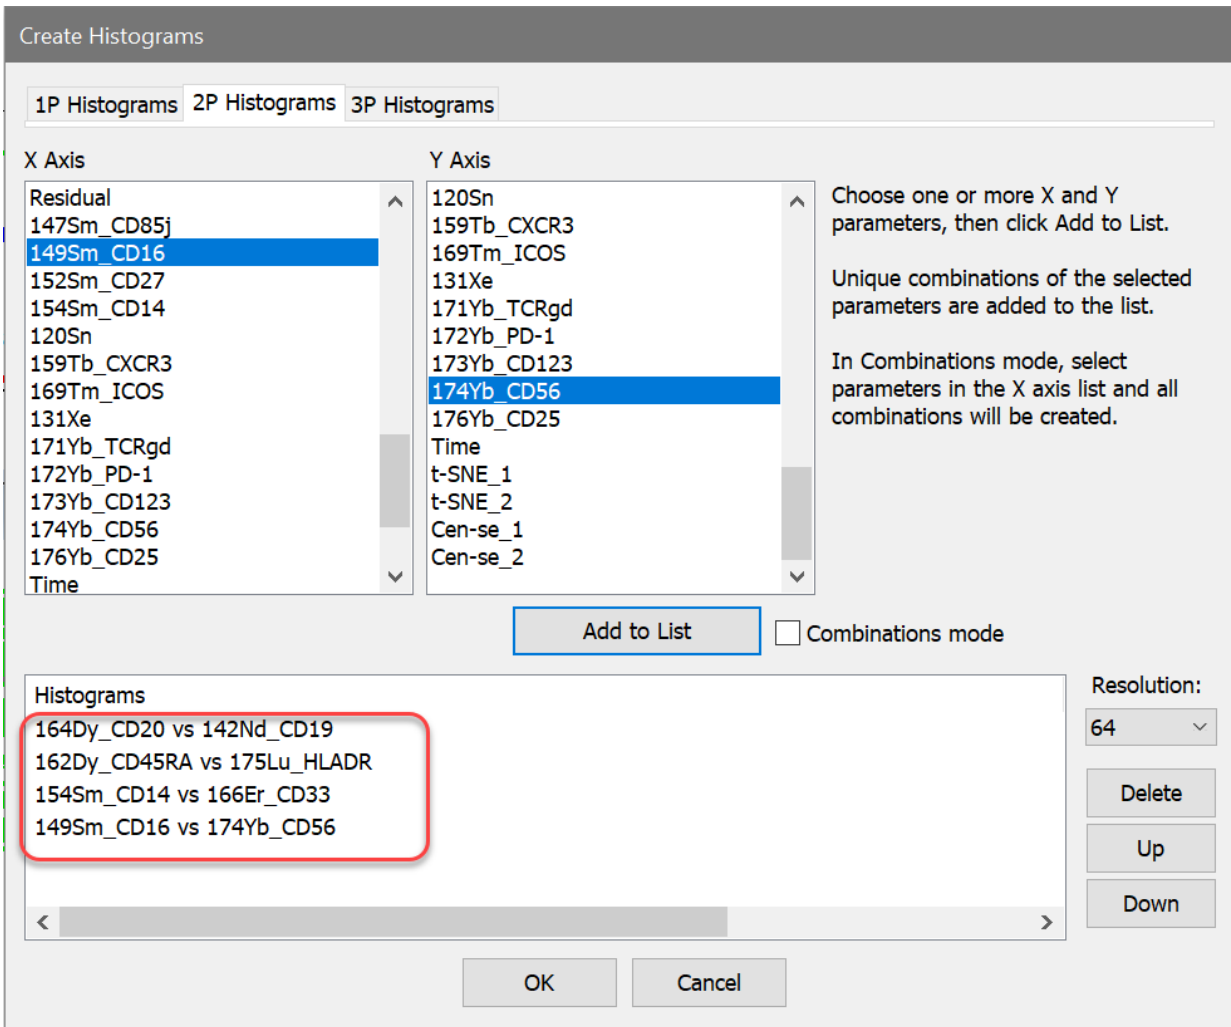 Create Histograms
1P Histograms 2P Histograms 3P Histograms
X Axis
Residual
147Sm_CD85j
149Sm_CD16
152Sm_CD27
154Sm_CD14
120Sn
159Tb_CXCR3
169Tm_ICOS
131Xe
171Yb_TCRgd
172Yb_PD-1
173Yb_CD123
174Yb_CD56
176Yb_CD25
Time
Y Axis
120Sn
159Tb_CXCR3
169Tm_ICOS
131Xe
171Yb_TCRgd
172Yb_PD-1
173Yb_CD123
174Yb_CD56
176Yb_CD25
Time
t-SNE_1
t-SNE_2
Cen-se_1
Cen-se_2
Choose one or more X and Y
parameters, then click Add to List.
Unique combinations of the selected
parameters are added to the list.
In Combinations mode, select
parameters in the X axis list and all
combinations will be created.
Add to List
Combinations mode
Histograms
164Dy_CD20 vs 142Nd_CD19
162Dy_CD45RA vs 175Lu_HLADR
154Sm_CD14 vs 166Er_CD33
149Sm_CD16 vs 174Yb_CD56
Resolution:
64
Delete
Up
Down
OK
Cancel